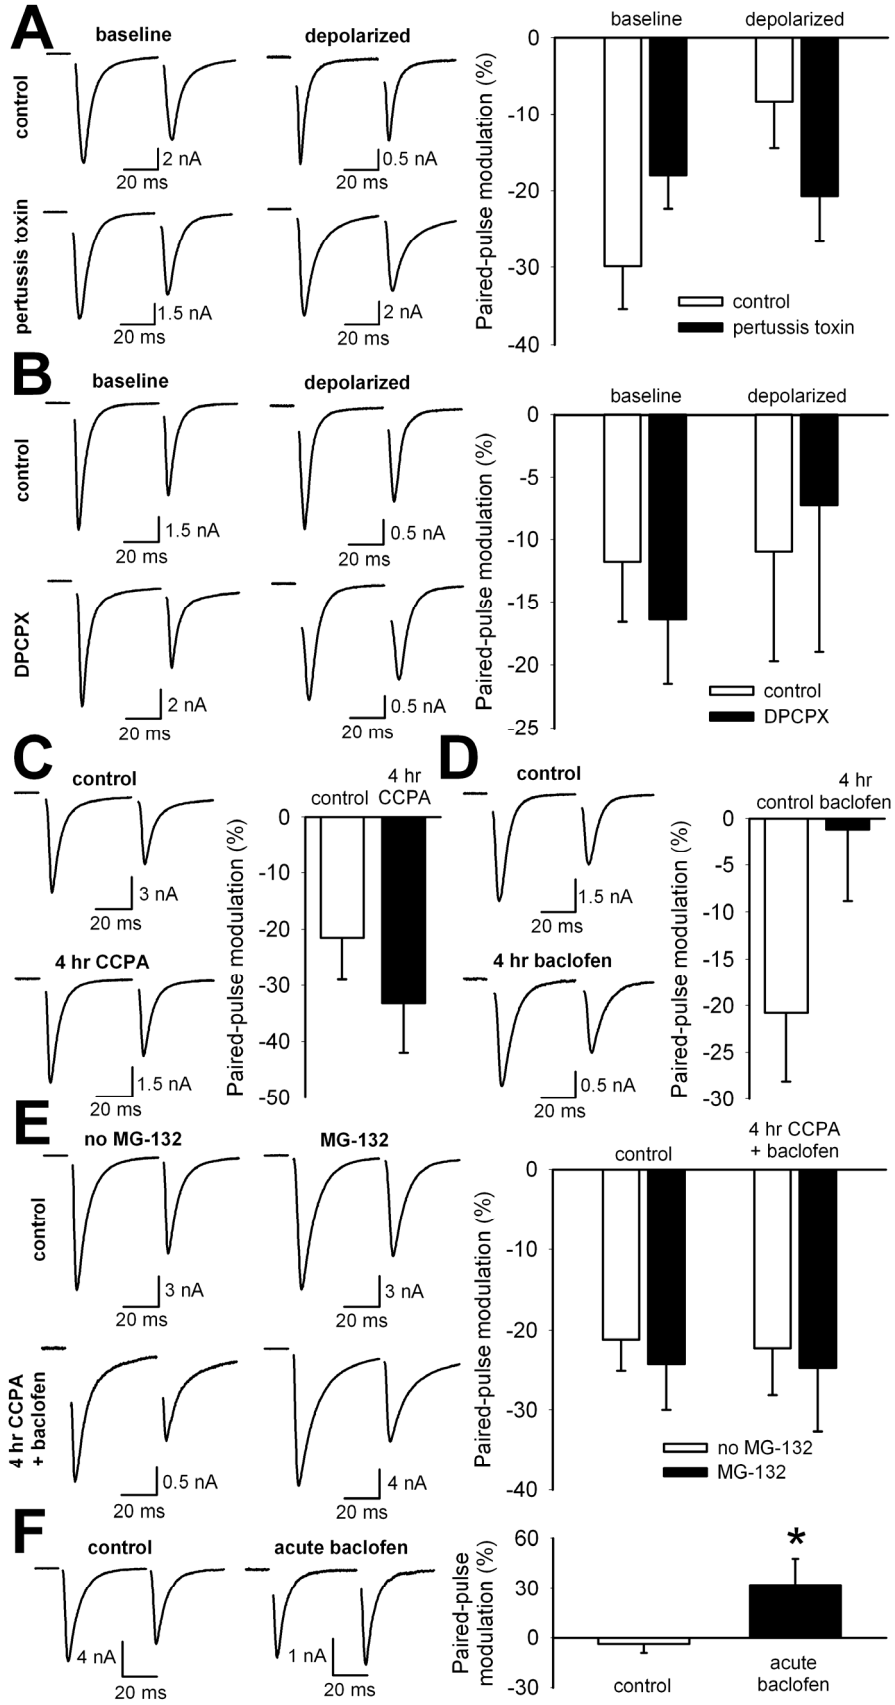 A
baseline
depolarized
control
2 nA
20 ms
0.5 nA
20 ms
pertussis toxin
1.5 nA
20 ms
2 nA
20 ms
Paired-pulse modulation (%)
baseline
depolarized
0
-10
-20
-30
-40
control
pertussis toxin
B
baseline
depolarized
control
1.5 nA
20 ms
0.5 nA
20 ms
DPCPX
2 nA
20 ms
0.5 nA
20 ms
Paired-pulse modulation (%)
baseline
depolarized
0
-5
-10
-15
-20
-25
control
DPCPX
C
control
3 nA
20 ms
4 hr CCPA
1.5 nA
20 ms
Paired-pulse modulation (%)
control
4 hr
CCPA
0
-10
-20
-30
-40
-50
D
control
1.5 nA
20 ms
4 hr baclofen
0.5 nA
20 ms
Paired-pulse modulation (%)
control
4 hr
baclofen
0
-5
-10
-15
-20
-25
-30
E
no MG-132
MG-132
control
3 nA
20 ms
3 nA
20 ms
4 hr CCPA
+ baclofen
0.5 nA
20 ms
4 nA
20 ms
Paired-pulse modulation (%)
control
4 hr CCPA
+ baclofen
0
-10
-20
-30
-40
no MG-132
MG-132
F
control
acute baclofen
4 nA
20 ms
1 nA
20 ms
Paired-pulse
modulation (%)
60
30
0
-30
*
control
acute
baclofen